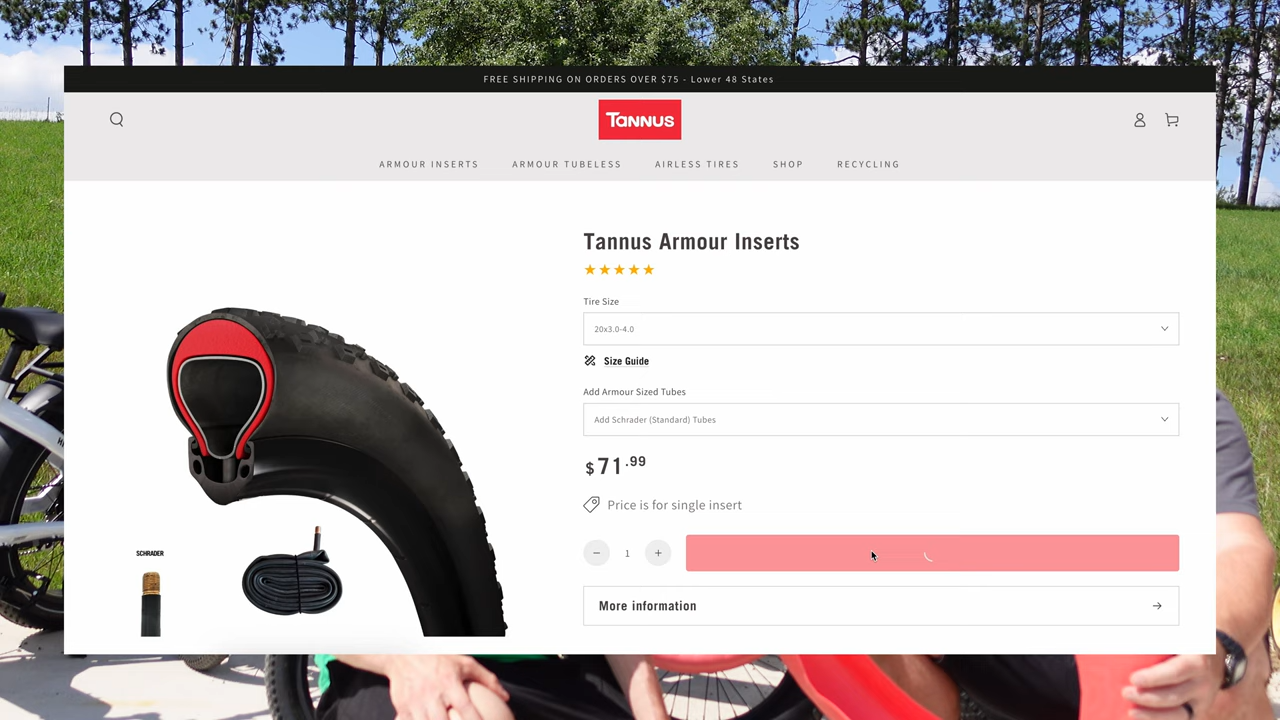 FREE SHIPPING ON ORDERS OVER $75 - Lower 48 States
Tannus
ARMOUR INSERTS ARMOUR TUBELESS AIRLESS TIRES SHOP RECYCLING
Tannus Armour Inserts
Tire Size
20x3.0-4.0
Size Guide
Add Armour Sized Tubes
Add Schrader (Standard) Tubes
$71.99
Price is for single insert
− 1 +
More information
SCHRADER